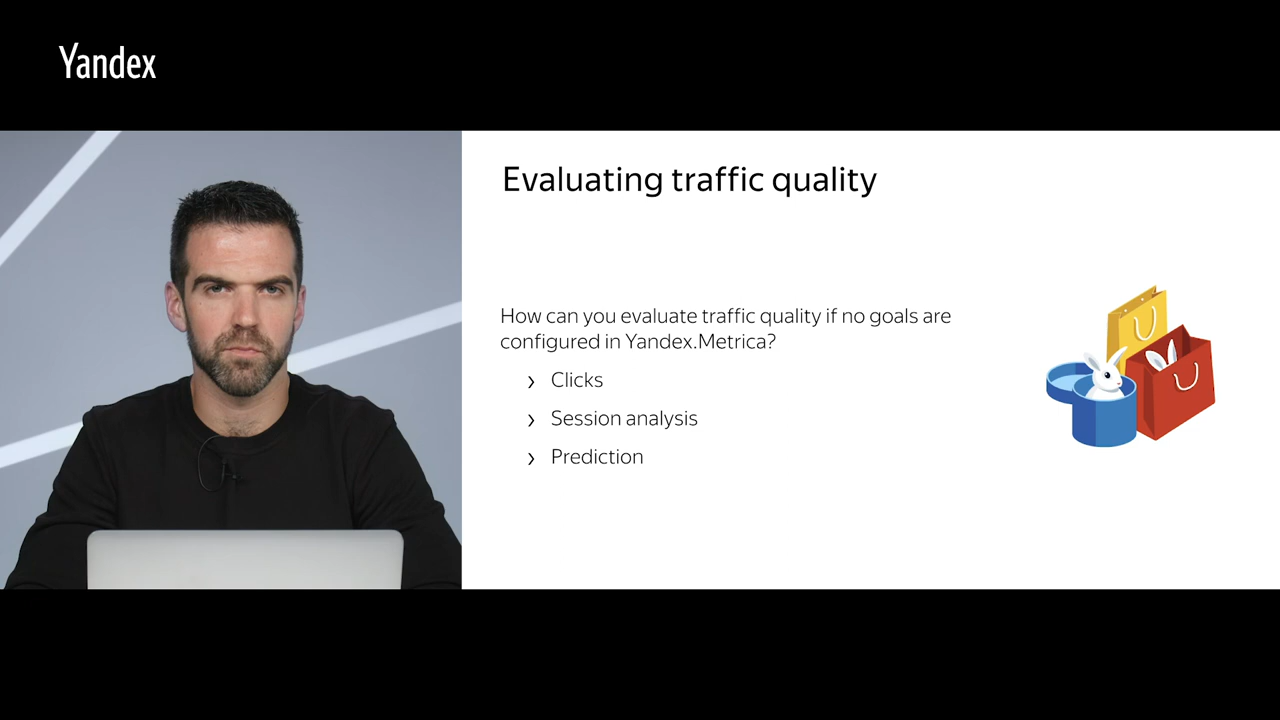 Yandex
Evaluating traffic quality
How can you evaluate traffic quality if no goals are
configured in Yandex.Metrica?
› Clicks
› Session analysis
› Prediction